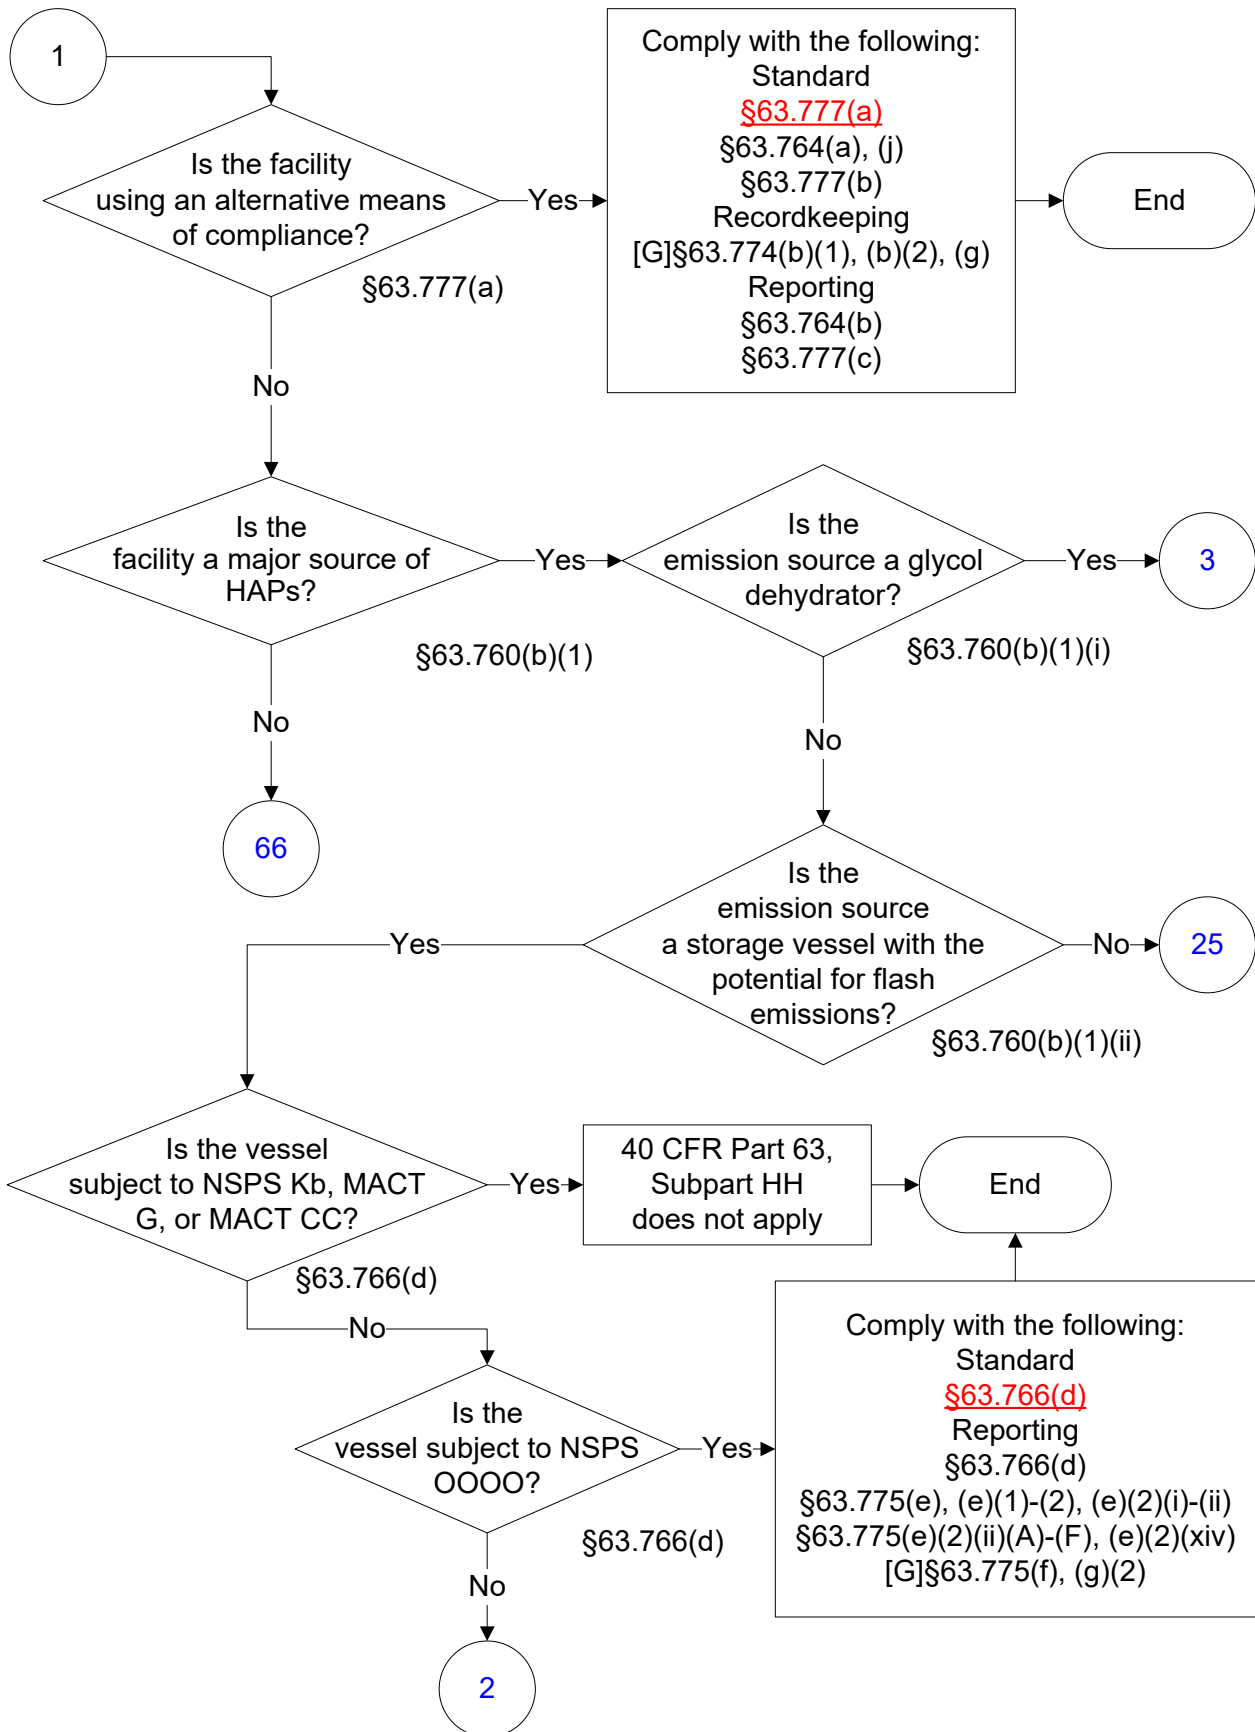 1
Is the facility
using an alternative means
of compliance?
§63.777(a)
Yes
Comply with the following:
Standard
§63.777(a)
§63.764(a), (j)
§63.777(b)
Recordkeeping
[G]§63.774(b)(1), (b)(2), (g)
Reporting
§63.764(b)
§63.777(c)
End
No
Is the
facility a major source of
HAPs?
§63.760(b)(1)
Yes
Is the
emission source a glycol
dehydrator?
§63.760(b)(1)(i)
Yes
3
No
66
No
Is the
emission source
a storage vessel with the
potential for flash
emissions?
§63.760(b)(1)(ii)
No
25
Yes
Is the vessel
subject to NSPS Kb, MACT
G, or MACT CC?
§63.766(d)
Yes
40 CFR Part 63,
Subpart HH
does not apply
End
No
Is the
vessel subject to NSPS
OOOO?
§63.766(d)
Yes
Comply with the following:
Standard
§63.766(d)
Reporting
§63.766(d)
§63.775(e), (e)(1)-(2), (e)(2)(i)-(ii)
§63.775(e)(2)(ii)(A)-(F), (e)(2)(xiv)
[G]§63.775(f), (g)(2)
No
2